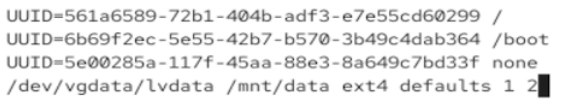 UUID=561a6589-72b1-404b-adf3-e7e55cd60299 /
UUID=6b69f2ec-5e55-42b7-b570-3b49c4dab364 /boot
UUID=5e00285a-117f-45aa-88e3-8a649c7bd33f none
/dev/vgdata/lvdata /mnt/data ext4 defaults 1 2